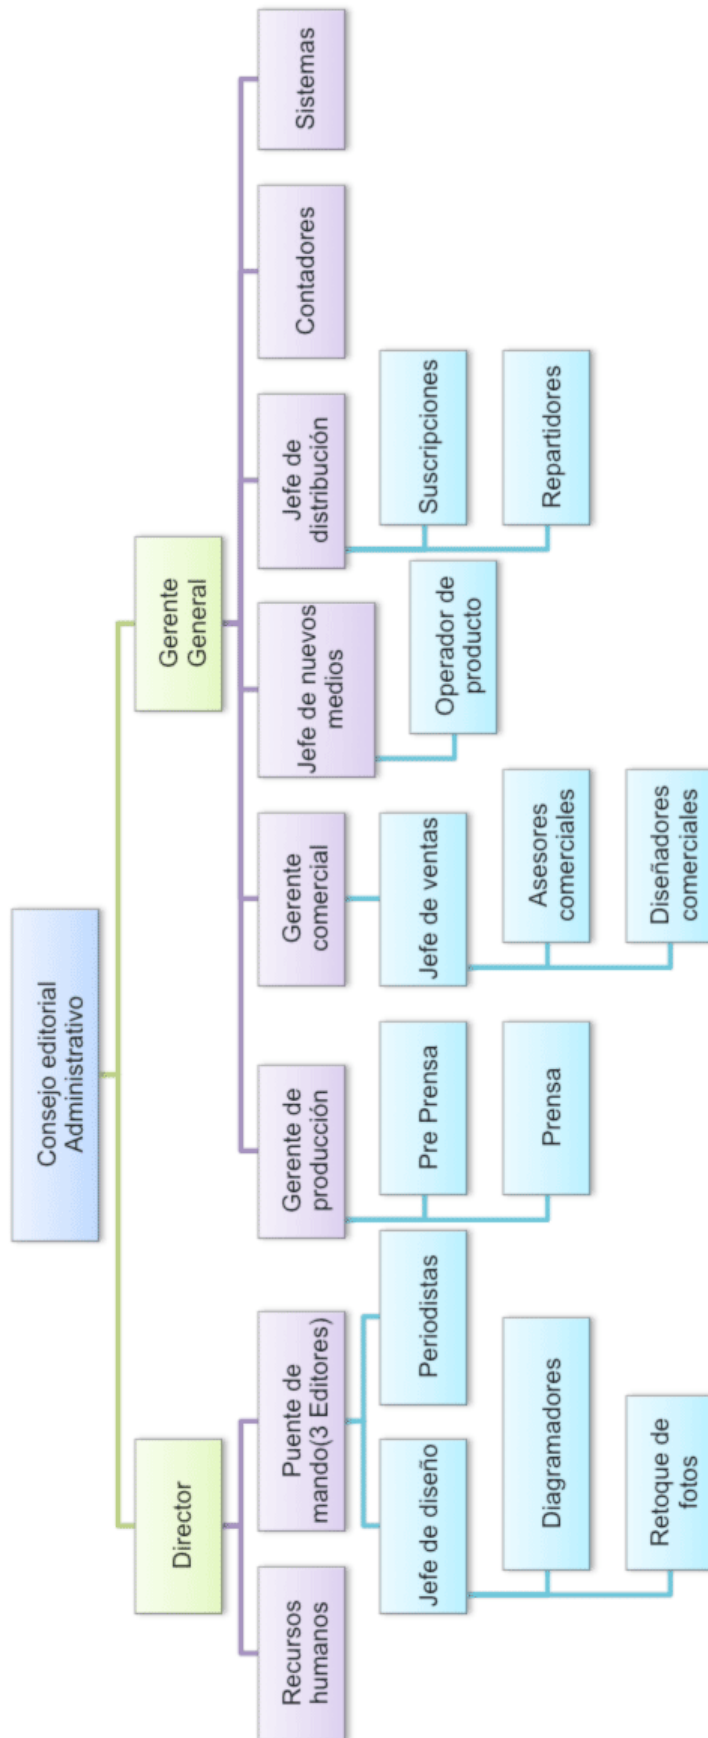 Consejo editorial
Administrativo
Director
Gerente
General
Recursos
humanos
Puente de
mando(3 Editores)
Gerente de
producción
Gerente
comercial
Jefe de nuevos
medios
Jefe de
distribución
Contadores
Sistemas
Jefe de diseño
Periodistas
Pre Prensa
Jefe de ventas
Operador de
producto
Suscripciones
Diagramadores
Prensa
Asesores
comerciales
Repartidores
Retoque de
fotos
Diseñadores
comerciales